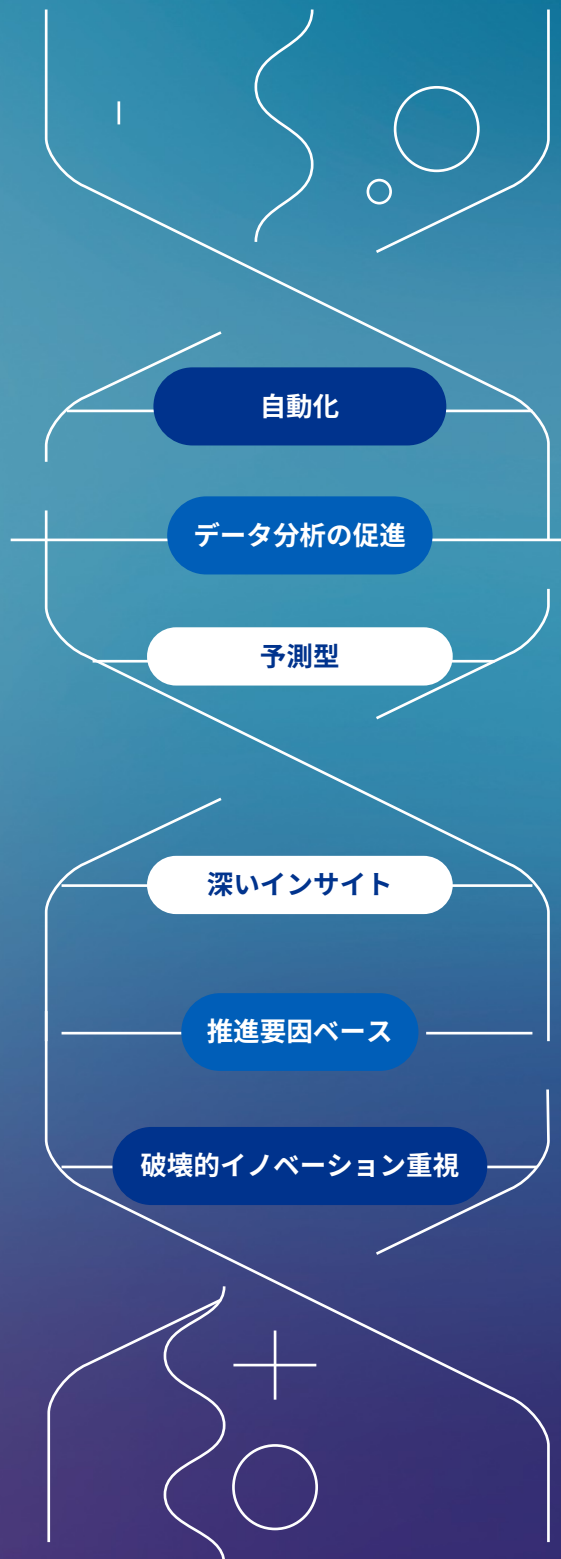 自動化
データ分析の促進
予測型
深いインサイト
推進要因ベース
破壊的イノベーション重視